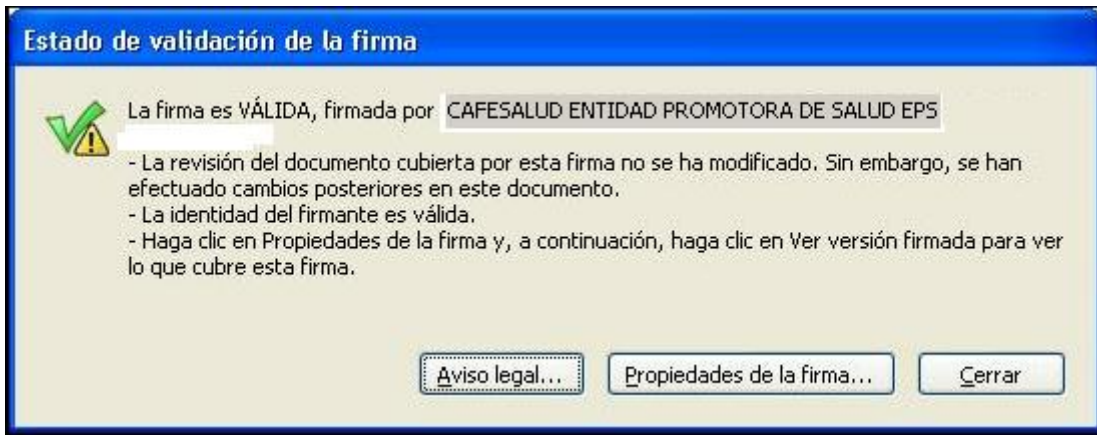 Estado de validación de la firma
La firma es VÁLIDA, firmada por CAFESALUD ENTIDAD PROMOTORA DE SALUD EPS
- La revisión del documento cubierta por esta firma no se ha modificado. Sin embargo, se han
efectuado cambios posteriores en este documento.
- La identidad del firmante es válida.
- Haga clic en Propiedades de la firma y, a continuación, haga clic en Ver versión firmada para ver
lo que cubre esta firma.
Aviso legal... Propiedades de la firma... Cerrar